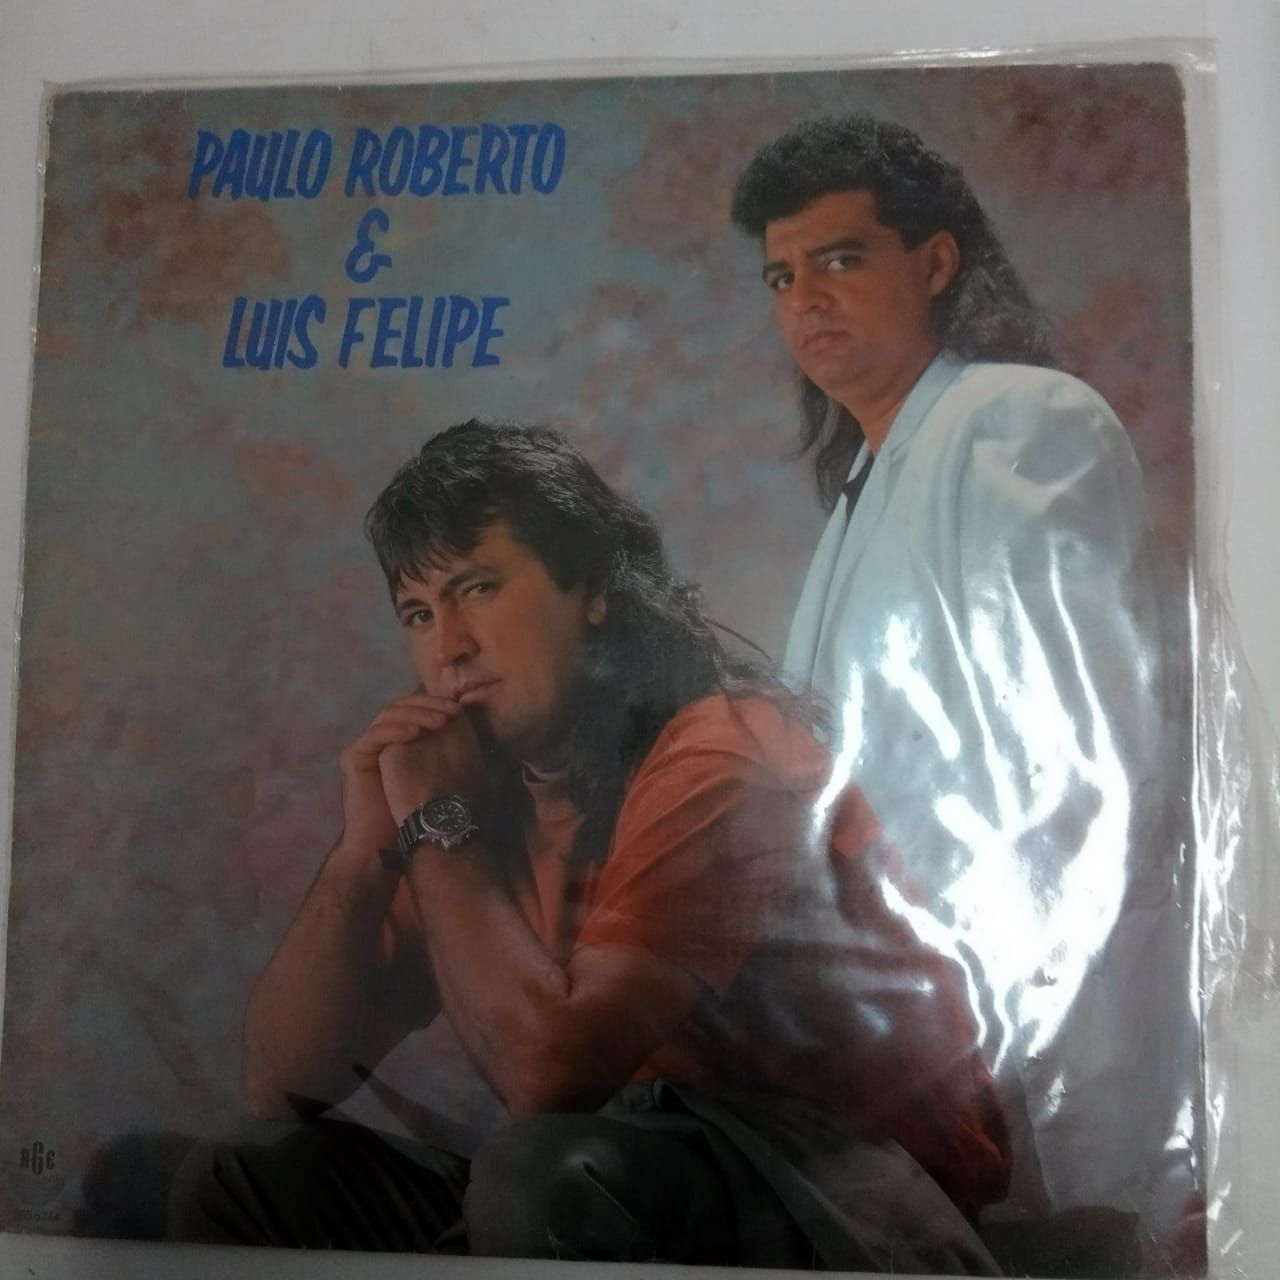 PAULO ROBERTO
&
LUIS FELIPE
RGE